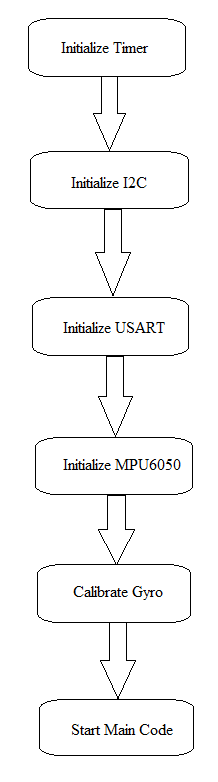 Initialize Timer
Initialize I2C
Initialize USART
Initialize MPU6050
Calibrate Gyro
Start Main Code